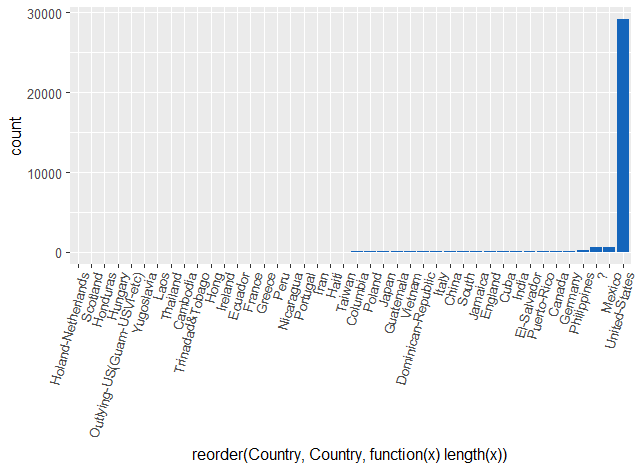 30000
20000
10000
0
count
Holand-Netherlands
Scotland
Honduras
Hungary
Outlying-US(Guam-USVI-etc)
Yugoslavia
Laos
Thailand
Cambodia
Trinadad&Tobago
Hong
Ireland
Ecuador
France
Greece
Peru
Nicaragua
Portugal
Iran
Haiti
Taiwan
Columbia
Poland
Japan
Guatemala
Vietnam
Dominican-Republic
Italy
China
South
Jamaica
England
Cuba
India
El-Salvador
Puerto-Rico
Canada
Germany
Philippines
?
Mexico
United-States
reorder(Country, Country, function(x) length(x))